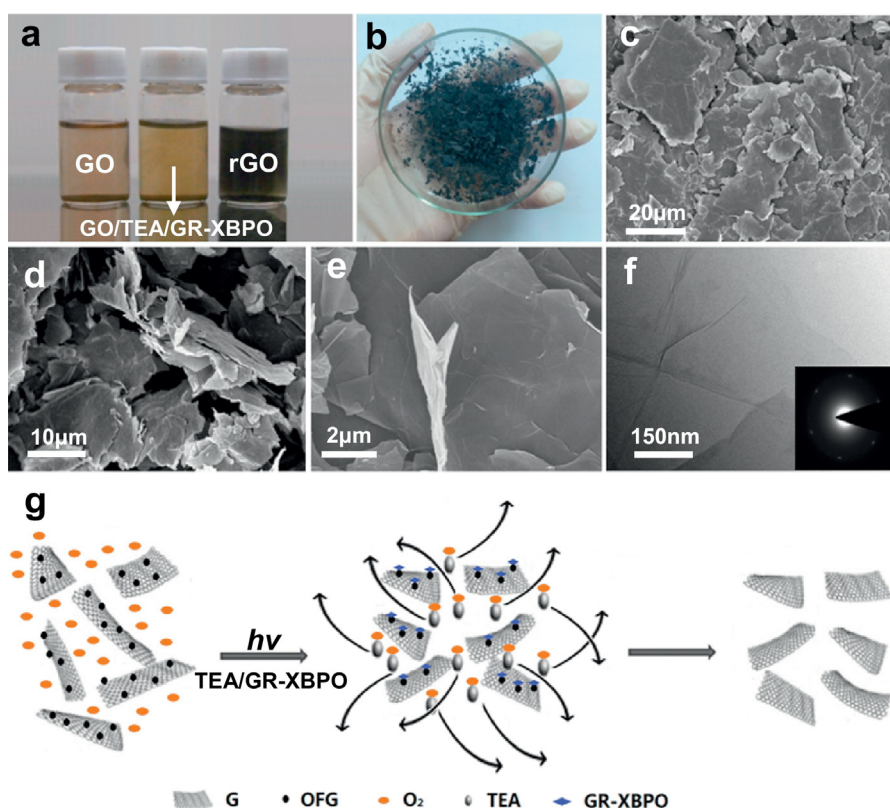 a
GO
rGO
GO/TEA/GR-XBPO
b
c
20μm
d
10μm
e
2μm
f
150nm
g
hv
TEA/GR-XBPO
G
OFG
O₂
TEA
GR-XBPO